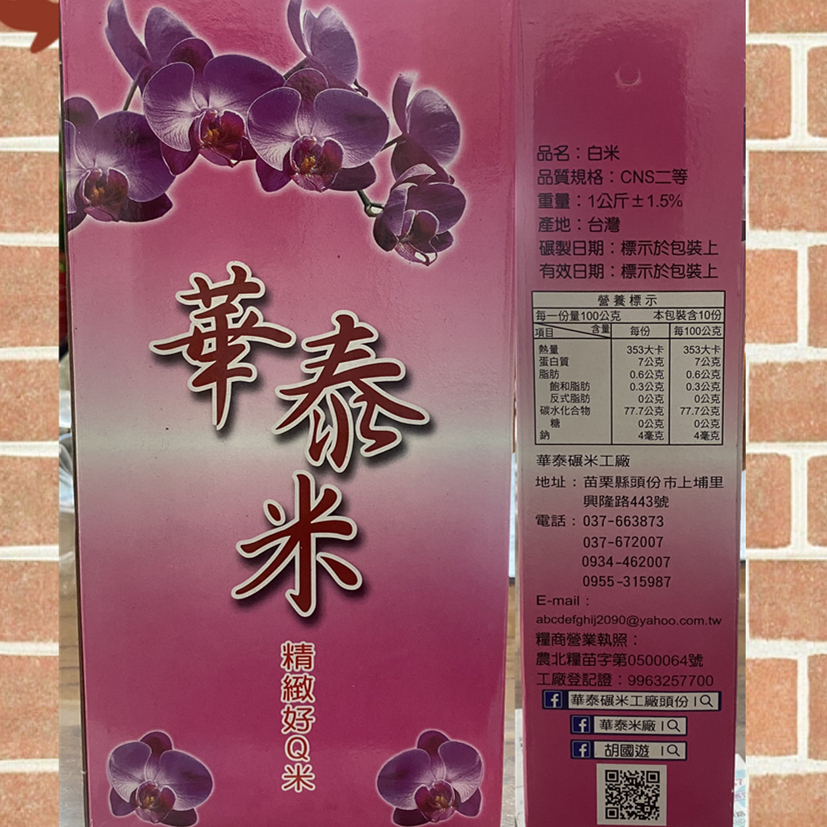 華泰米
精緻好Q米
品名：白米
品質規格：CNS二等
重量：1公斤±1.5%
產地：台灣
碾製日期：標示於包裝上
有效日期：標示於包裝上
營養標示
每一份量100公克 本包裝含10份
項目 含量 每份 每100公克
熱量 353大卡 353大卡
蛋白質 7公克 7公克
脂肪 0.6公克 0.6公克
飽和脂肪 0.3公克 0.3公克
反式脂肪 0公克 0公克
碳水化合物 77.7公克 77.7公克
糖 0公克 0公克
鈉 4毫克 4毫克
華泰碾米工廠
地址：苗栗縣頭份市上埔里
興隆路443號
電話：037-663873
037-672007
0934-462007
0955-315987
E-mail：
abcdefghij2090@yahoo.com.tw
糧商營業執照：
農北糧苗字第0500064號
工廠登記證：9963257700
f 華泰碾米工廠頭份
f 華泰米廠
f 胡國遊